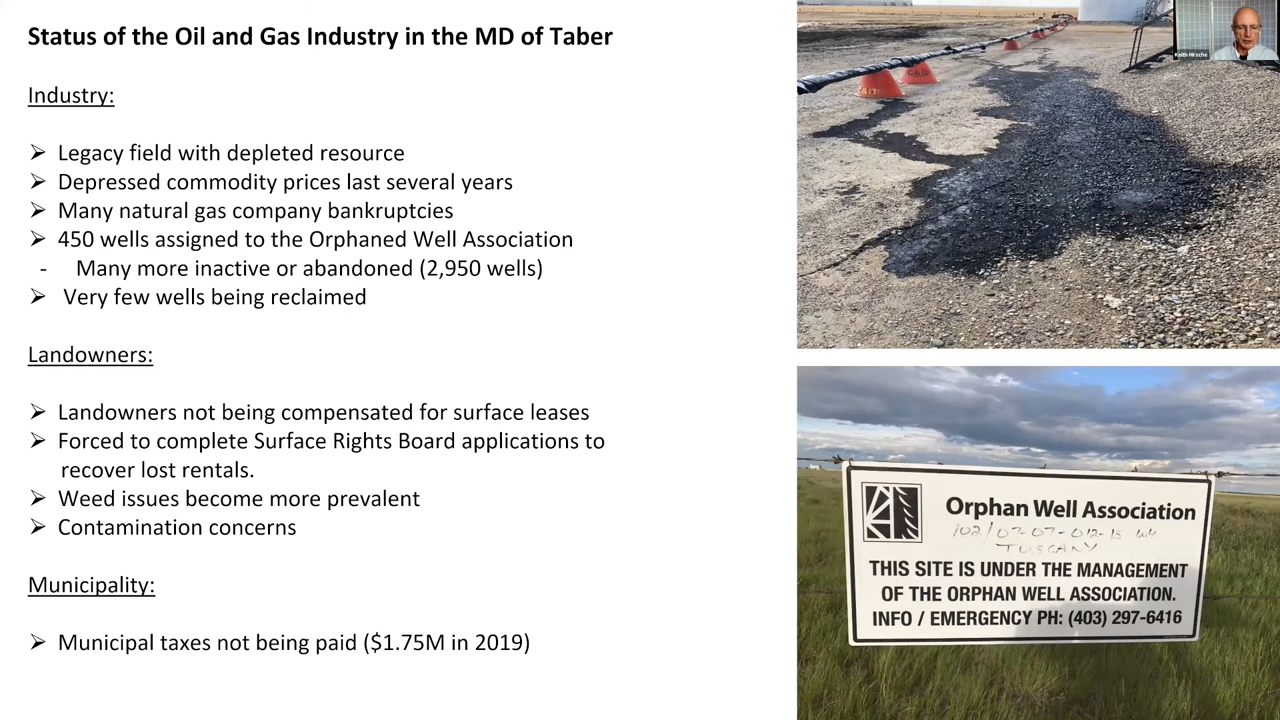 Status of the Oil and Gas Industry in the MD of Taber
Industry:
➢ Legacy field with depleted resource
➢ Depressed commodity prices last several years
➢ Many natural gas company bankruptcies
➢ 450 wells assigned to the Orphaned Well Association
- Many more inactive or abandoned (2,950 wells)
➢ Very few wells being reclaimed
Landowners:
➢ Landowners not being compensated for surface leases
➢ Forced to complete Surface Rights Board applications to
recover lost rentals.
➢ Weed issues become more prevalent
➢ Contamination concerns
Municipality:
➢ Municipal taxes not being paid ($1.75M in 2019)
Keith Hirsche
Orphan Well Association
TUSCANY
THIS SITE IS UNDER THE MANAGEMENT
OF THE ORPHAN WELL ASSOCIATION.
INFO / EMERGENCY PH: (403) 297-6416